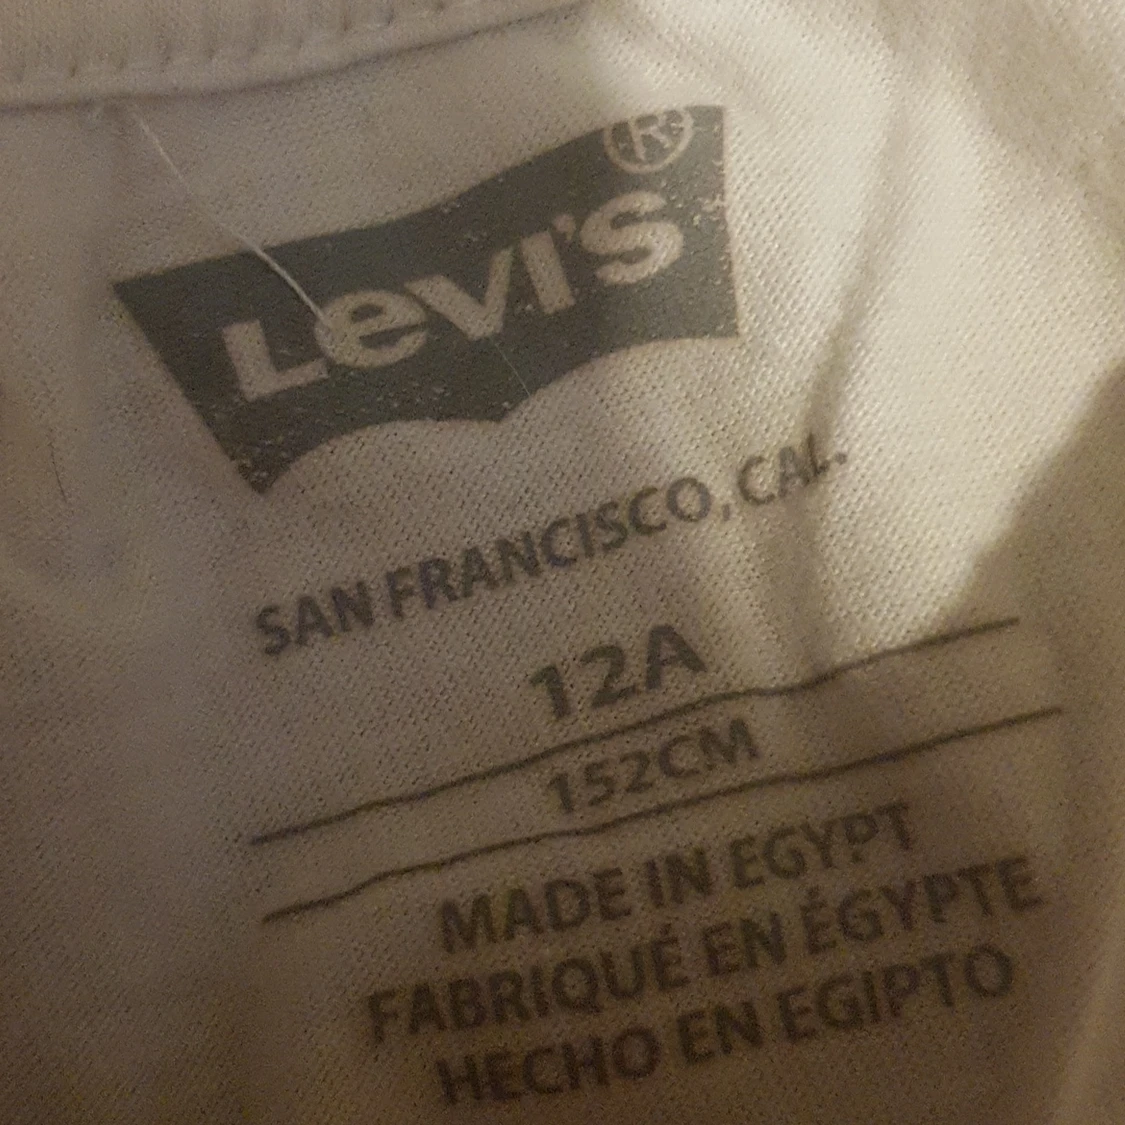 Levi's®
SAN FRANCISCO, CAL.
12A
152CM
MADE IN EGYPT
FABRIQUÉ EN ÉGYPTE
HECHO EN EGIPTO